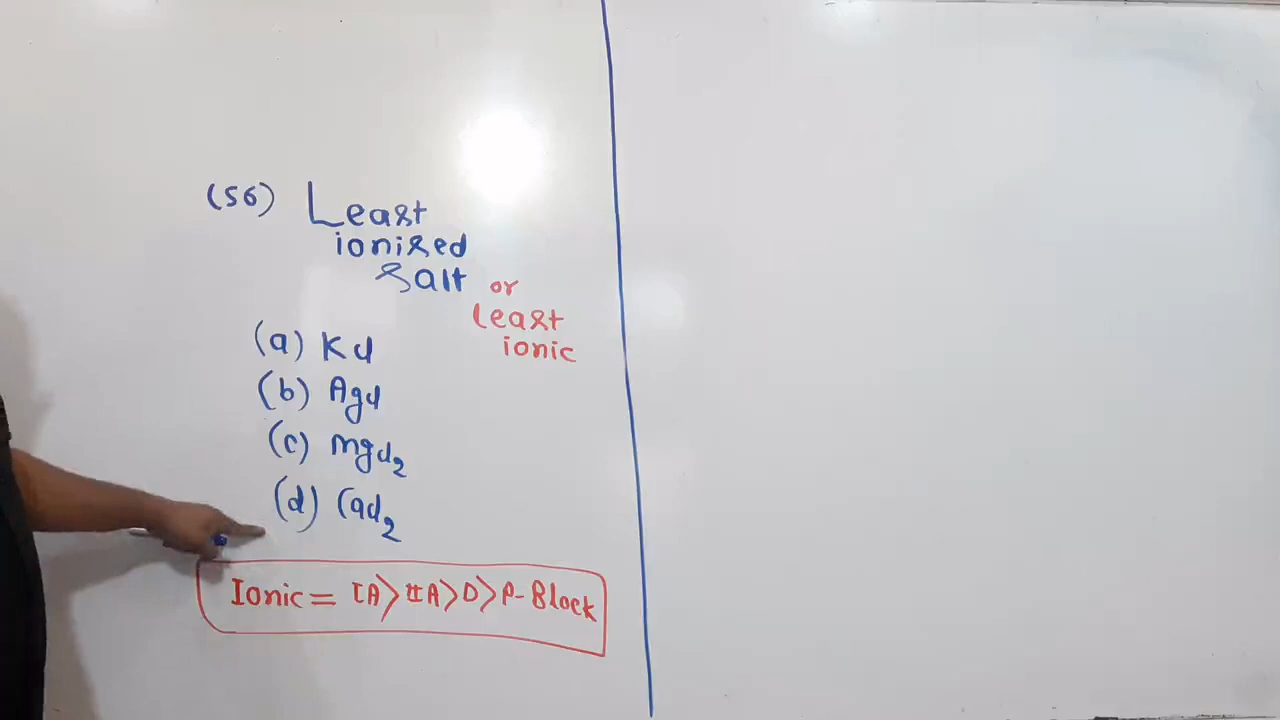 (56) Least
ionized
salt or
Least
ionic
(a) KCl
(b) AgCl
(c) MgCl2
(d) CaCl2
Ionic = IA > IIA > D > P-Block